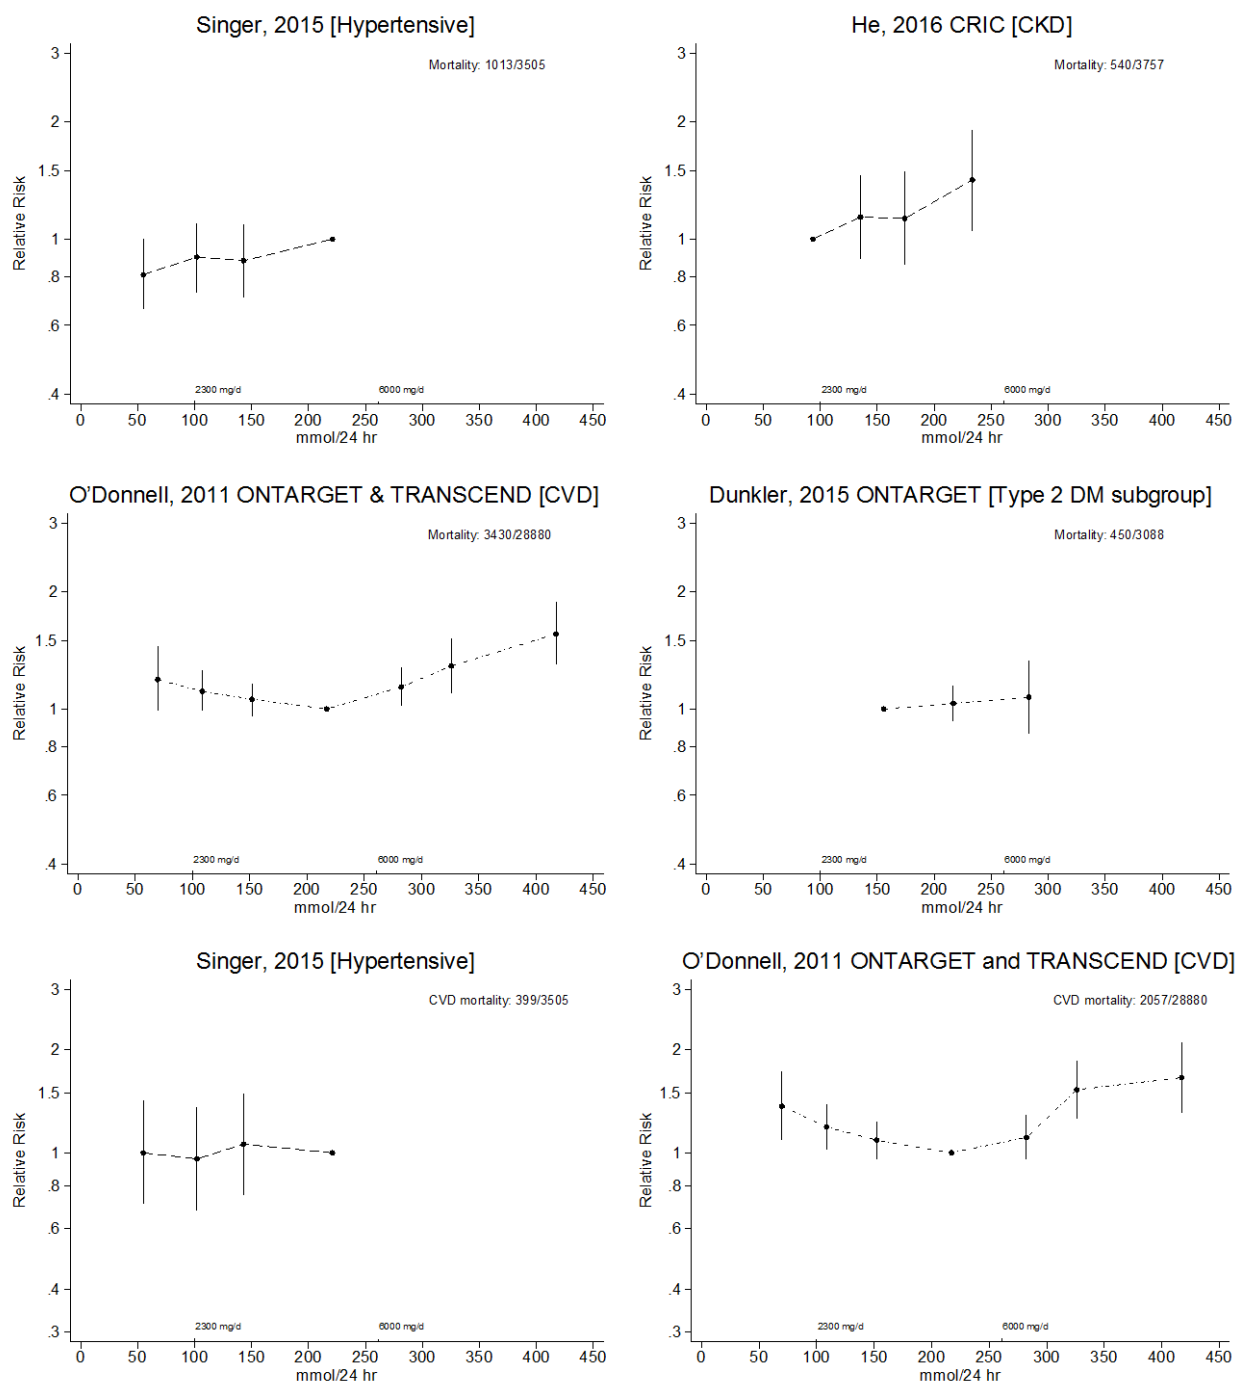 Singer, 2015 [Hypertensive]
Mortality: 1013/3505
3
2
1.5
1
.8
.6
.4
Relative Risk
2300 mg/d
6000 mg/d
0 50 100 150 200 250 300 350 400 450
mmol/24 hr
He, 2016 CRIC [CKD]
Mortality: 540/3757
3
2
1.5
1
.8
.6
.4
Relative Risk
2300 mg/d
6000 mg/d
0 50 100 150 200 250 300 350 400 450
mmol/24 hr
O'Donnell, 2011 ONTARGET & TRANSCEND [CVD]
Mortality: 3430/28880
3
2
1.5
1
.8
.6
.4
Relative Risk
2300 mg/d
6000 mg/d
0 50 100 150 200 250 300 350 400 450
mmol/24 hr
Dunkler, 2015 ONTARGET [Type 2 DM subgroup]
Mortality: 450/3088
3
2
1.5
1
.8
.6
.4
Relative Risk
2300 mg/d
6000 mg/d
0 50 100 150 200 250 300 350 400 450
mmol/24 hr
Singer, 2015 [Hypertensive]
CVD mortality: 399/3505
3
2
1.5
1
.8
.6
.4
.3
Relative Risk
2300 mg/d
6000 mg/d
0 50 100 150 200 250 300 350 400 450
mmol/24 hr
O'Donnell, 2011 ONTARGET and TRANSCEND [CVD]
CVD mortality: 2057/28880
3
2
1.5
1
.8
.6
.4
.3
Relative Risk
2300 mg/d
6000 mg/d
0 50 100 150 200 250 300 350 400 450
mmol/24 hr